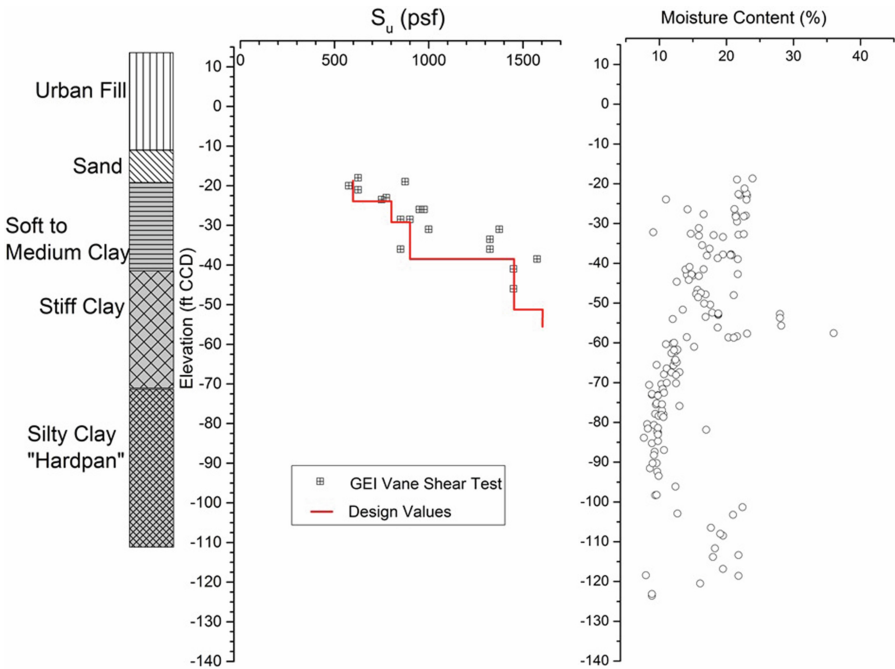 Urban Fill
Sand
Soft to
Medium Clay
Stiff Clay
Silty Clay
"Hardpan"
Su (psf)
0 500 1000 1500
Elevation (ft CCD)
10
0
-10
-20
-30
-40
-50
-60
-70
-80
-90
-100
-110
-120
-130
-140
GEI Vane Shear Test
Design Values
Moisture Content (%)
10 20 30 40
10
0
-10
-20
-30
-40
-50
-60
-70
-80
-90
-100
-110
-120
-130
-140